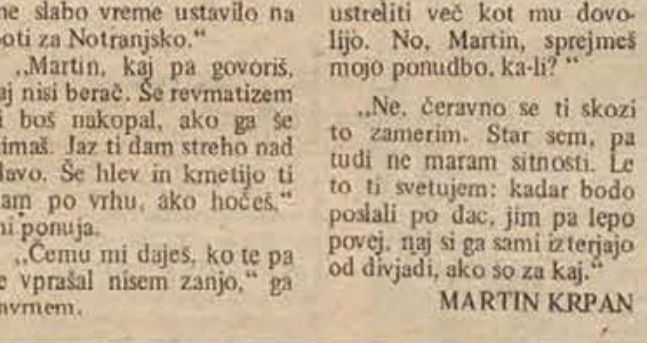 ne slabo vreme ustavilo na
oti za Notranjsko."
„Martin, kaj pa govoriš,
aj nisi berač. Še revmatizem
i boš nakopal, ako ga še
imaš. Jaz ti dam streho nad
lavo. Še hlev in kmetijo ti
am po vrhu, ako hočeš,"
ni ponuja.
„Čemu mi daješ, ko te pa
e vprašal nisem zanjo," ga
avrnem.
ustreliti več kot mu dovo-
lijo. No, Martin, sprejmeš
mojo ponudbo, ka-li?"
„Ne, čeravno se ti skozi
to zamerim. Star sem, pa
tudi ne maram sitnosti. Le
to ti svetujem: kadar bodo
poslali po dac, jim pa lepo
povej, naj si ga sami izterjajo
od divjadi, ako so za kaj."
MARTIN KRPAN